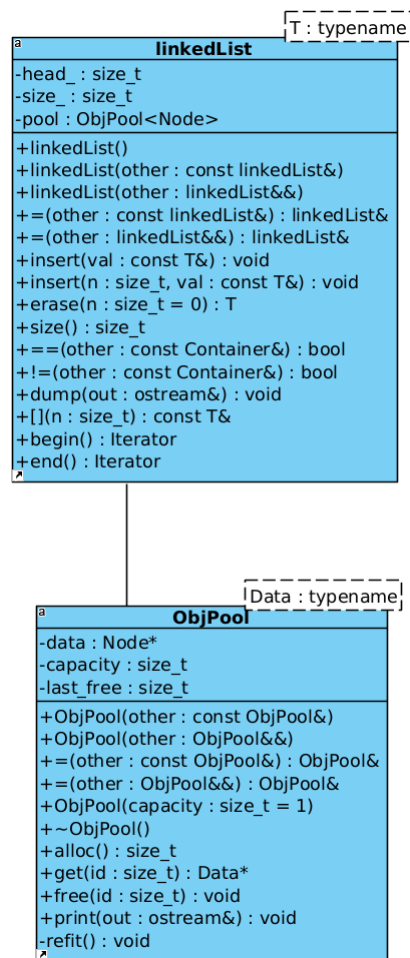 T : typename
a
linkedList
-head_ : size_t
-size_ : size_t
-pool : ObjPool<Node>
+linkedList()
+linkedList(other : const linkedList&)
+linkedList(other : linkedList&&)
+=(other : const linkedList&) : linkedList&
+=(other : linkedList&&) : linkedList&
+insert(val : const T&) : void
+insert(n : size_t, val : const T&) : void
+erase(n : size_t = 0) : T
+size() : size_t
+==(other : const Container&) : bool
+!=(other : const Container&) : bool
+dump(out : ostream&) : void
+[](n : size_t) : const T&
+begin() : Iterator
+end() : Iterator
Data : typename
a
ObjPool
-data : Node*
-capacity : size_t
-last_free : size_t
+ObjPool(other : const ObjPool&)
+ObjPool(other : ObjPool&&)
+=(other : const ObjPool&) : ObjPool&
+=(other : ObjPool&&) : ObjPool&
+ObjPool(capacity : size_t = 1)
+~ObjPool()
+alloc() : size_t
+get(id : size_t) : Data*
+free(id : size_t) : void
+print(out : ostream&) : void
-refit() : void